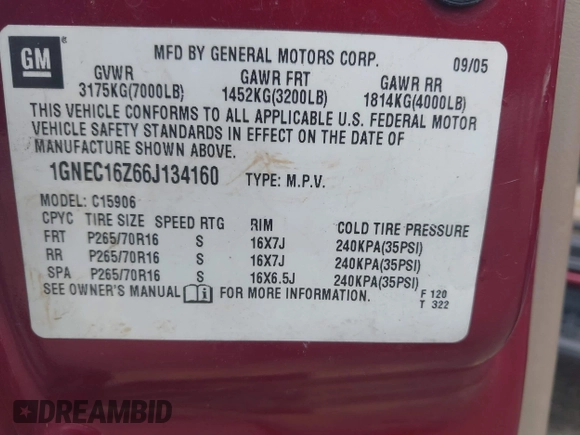 GM
MFD BY GENERAL MOTORS CORP. 09/05
GVWR GAWR FRT GAWR RR
3175KG(7000LB) 1452KG(3200LB) 1814KG(4000LB)
THIS VEHICLE CONFORMS TO ALL APPLICABLE U.S. FEDERAL MOTOR
VEHICLE SAFETY STANDARDS IN EFFECT ON THE DATE OF
MANUFACTURE SHOWN ABOVE.
1GNEC16Z66J134160 TYPE: M.P.V.
MODEL: C15906
CPYC TIRE SIZE SPEED RTG RIM COLD TIRE PRESSURE
FRT P265/70R16 S 16X7J 240KPA(35PSI)
RR P265/70R16 S 16X7J 240KPA(35PSI)
SPA P265/70R16 S 16X6.5J 240KPA(35PSI)
SEE OWNER'S MANUAL FOR MORE INFORMATION.
F 120
T 322
DREAMBID